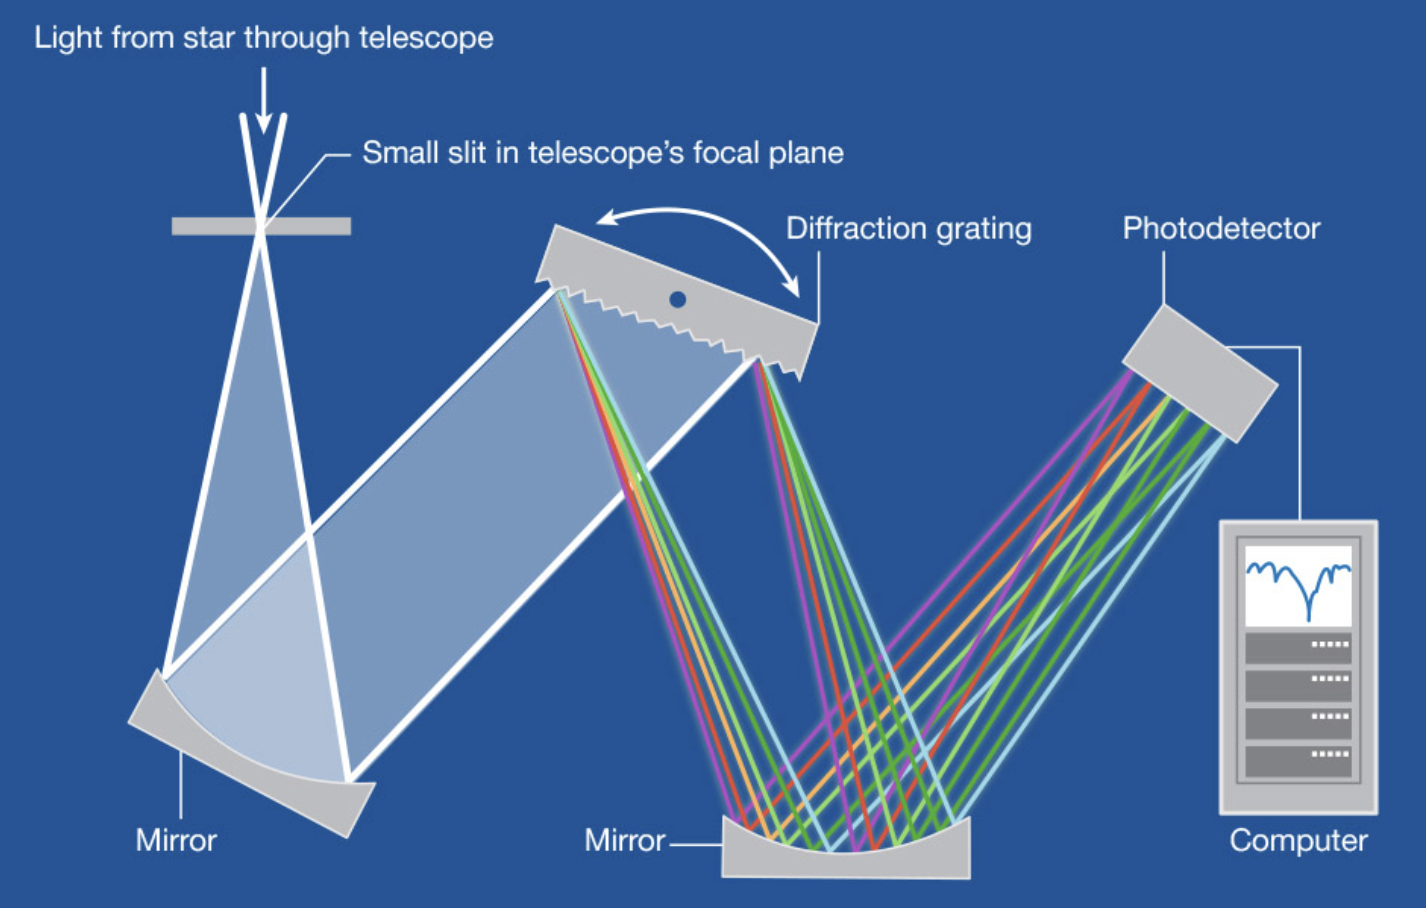 Light from star through telescope
Small slit in telescope's focal plane
Diffraction grating
Photodetector
Mirror
Mirror
Computer